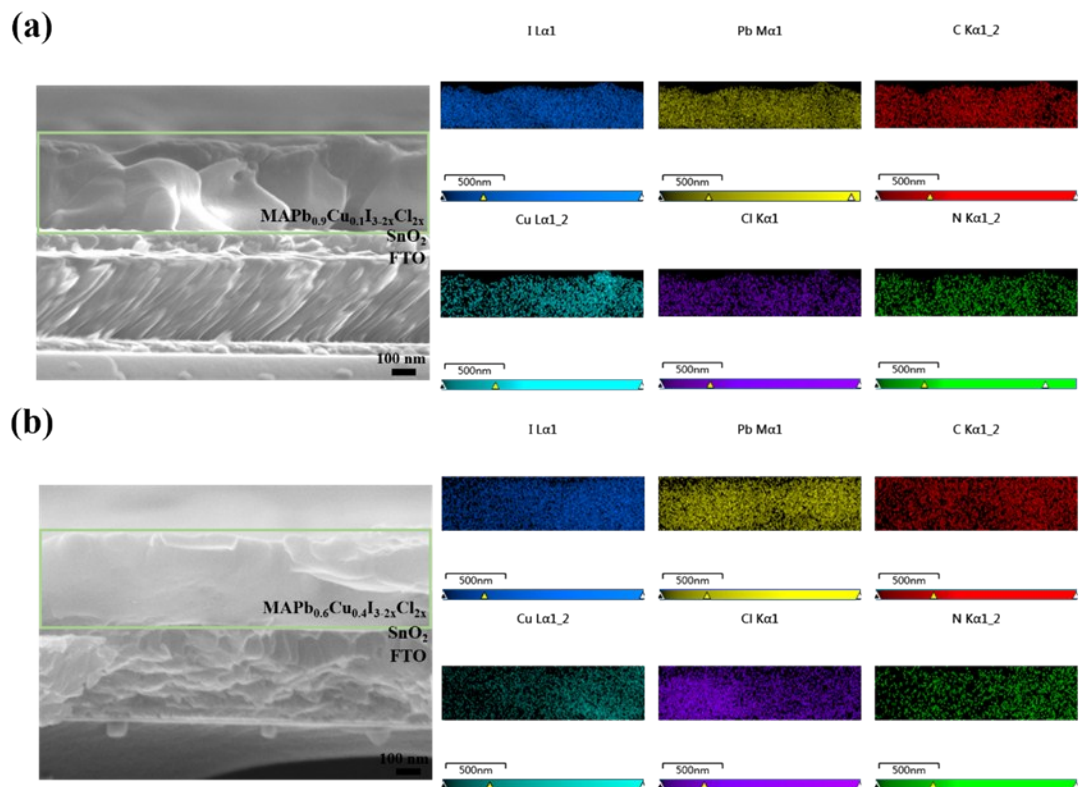 (a)
I Lα1 Pb Mα1 C Kα1_2
500nm 500nm 500nm
MAPb₀.₉Cu₀.₁I₃₋₂ₓCl₂ₓ
SnO₂
FTO
100 nm
Cu Lα1_2 Cl Kα1 N Kα1_2
500nm 500nm 500nm
(b)
I Lα1 Pb Mα1 C Kα1_2
500nm 500nm 500nm
MAPb₀.₆Cu₀.₄I₃₋₂ₓCl₂ₓ
SnO₂
FTO
100 nm
Cu Lα1_2 Cl Kα1 N Kα1_2
500nm 500nm 500nm